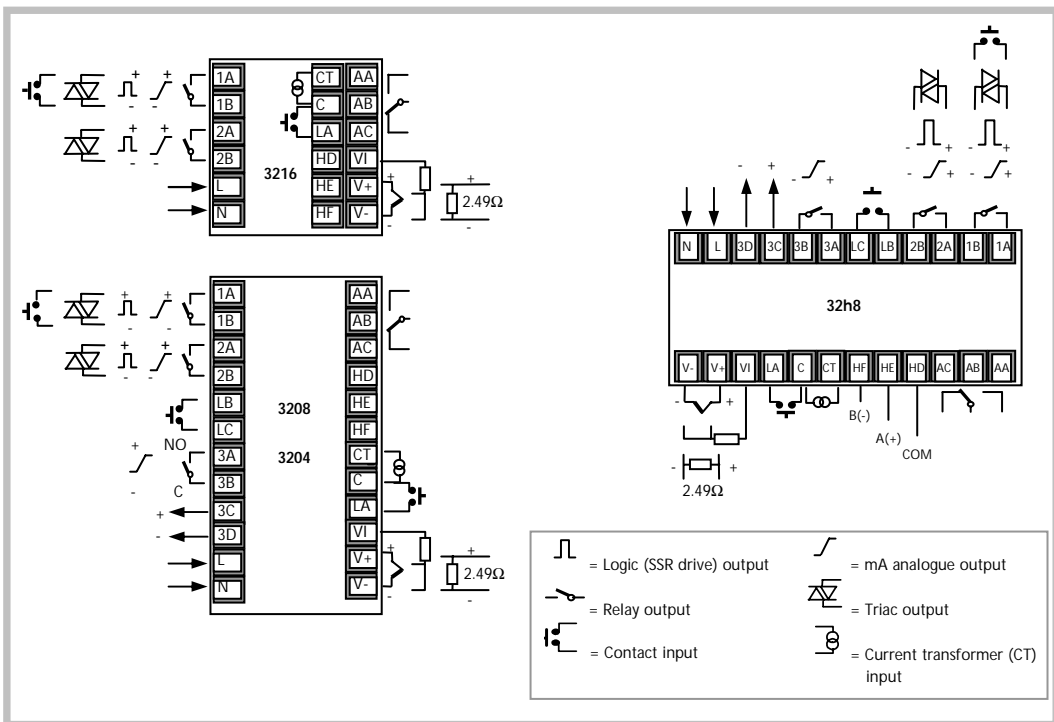 + +
1A CT AA
1B C AB
- -
2A LA AC
+ +
2B HD VI
- -
3216
L HE V+
N HF V-
+
-
+
2.49Ω
-
1A AA
+ +
1B AB
- -
2A AC
+ +
2B HD
- -
LB HE
3208
LC HF
NO
3204
3A CT
+
3B C
- C
3C LA
+
3D VI
-
L V+
N V-
+
-
+
2.49Ω
-
- + - +
- + - + - + - +
N L 3D 3C 3B 3A LC LB 2B 2A 1B 1A
32h8
V- V+ VI LA C CT HF HE HD AC AB AA
- +
B(-)
A(+)
COM
- +
2.49Ω
= Logic (SSR drive) output
= Relay output
= Contact input
= mA analogue output
= Triac output
= Current transformer (CT)
input